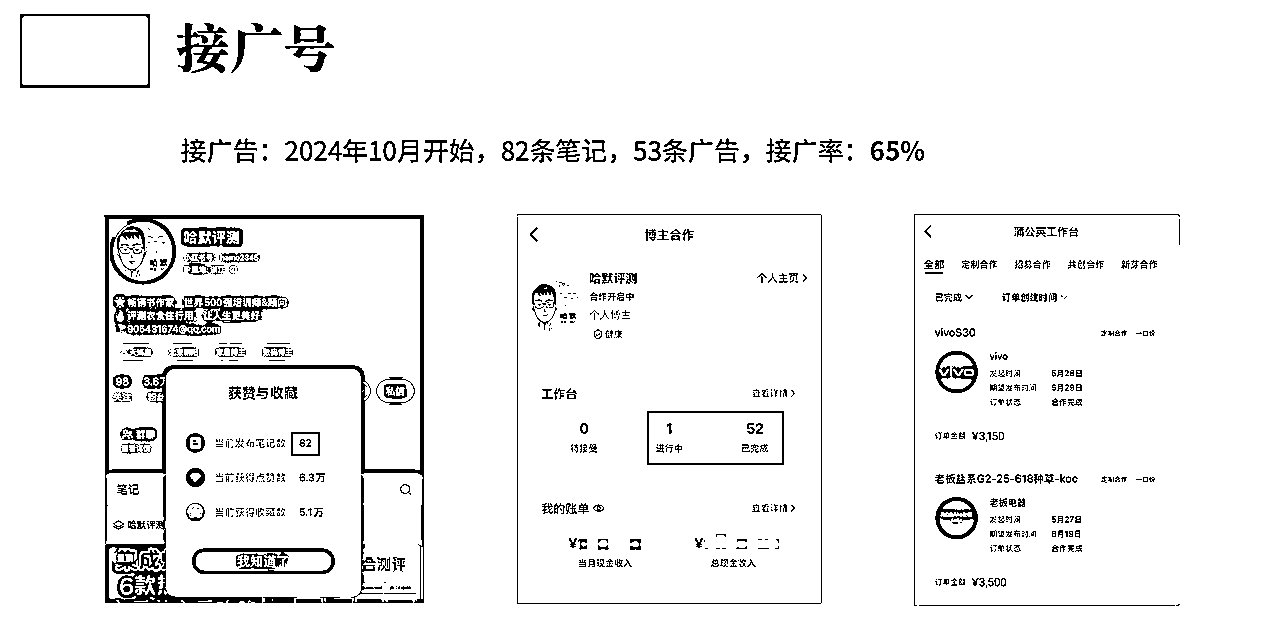 接广号
接广告：2024年10月开始，82条笔记，53条广告，接广率：65%
哈默评测
畅销书作家 世界500强培训师&顾问
评测衣食住行用，让人生更美好
905431674@qq.com
98
私信
获赞与收藏
当前发布笔记数 82
当前获得点赞数 6.3万
当前获得收藏数 5.1万
我知道了
笔记
哈默评测
集成
6款
合测评
博主合作
哈默评测
个人主页
合作开启中
个人博主
健康
工作台
查看详情
0
1
52
待接受
进行中
已完成
我的账单
查看详情
¥
¥
当月现金收入
总现金收入
蒲公英工作台
全部 定制合作 招募合作 共创合作 新芽合作
已完成 订单创建时间
vivoS30
定制合作 一口价
vivo
发起时间 5月28日
期望发布时间 5月29日
订单状态 合作完成
订单金额 ¥3,150
老板盐系G2-25-618种草-koc
定制合作 一口价
老板电器
发起时间 5月27日
期望发布时间 6月19日
订单状态 合作完成
订单金额 ¥3,500